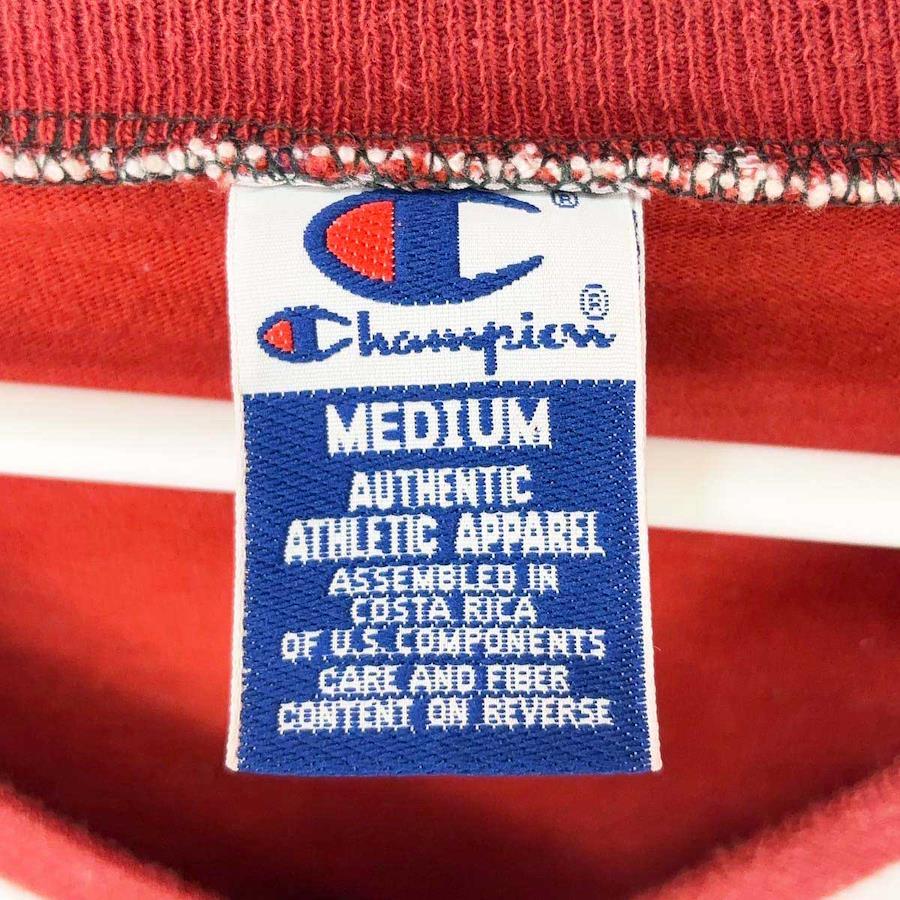 ®
Champion®
MEDIUM
AUTHENTIC
ATHLETIC APPAREL
ASSEMBLED IN
COSTA RICA
OF U.S. COMPONENTS
CARE AND FIBER
CONTENT ON REVERSE